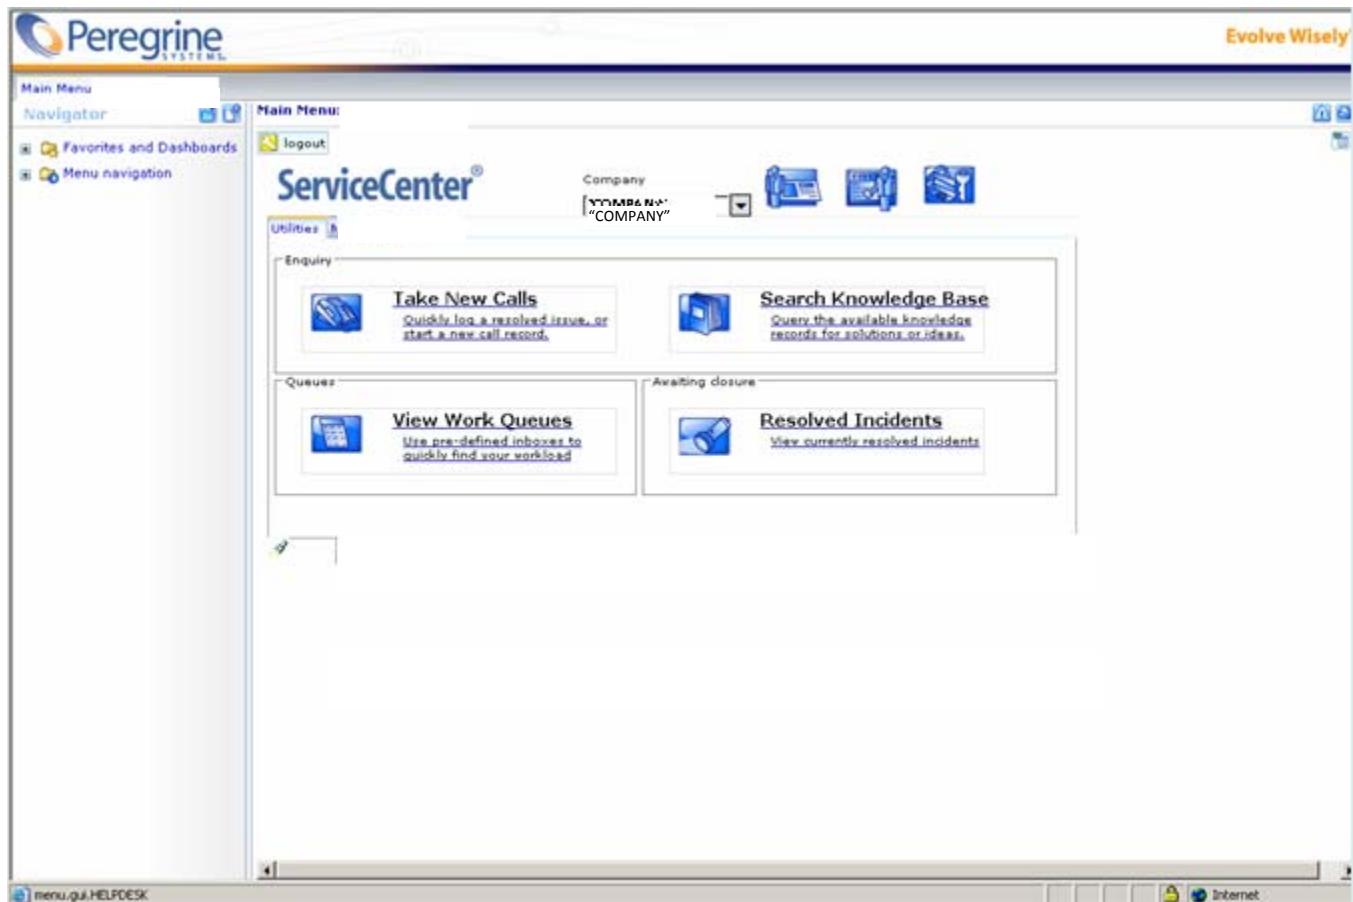 Peregrine
SYSTEMS
Evolve Wisely
Main Menu
Navigator
Main Menu:
Favorites and Dashboards
logout
Menu navigation
ServiceCenter®
Company
“COMPANY”
Utilities
Enquiry
Take New Calls
Quickly log a resolved issue, or
start a new call record.
Search Knowledge Base
Query the available knowledge
records for solutions or ideas.
Queues
Awaiting closure
View Work Queues
Use pre-defined inboxes to
quickly find your workload
Resolved Incidents
View currently resolved incidents
menu.gui.HELPDESK
Internet